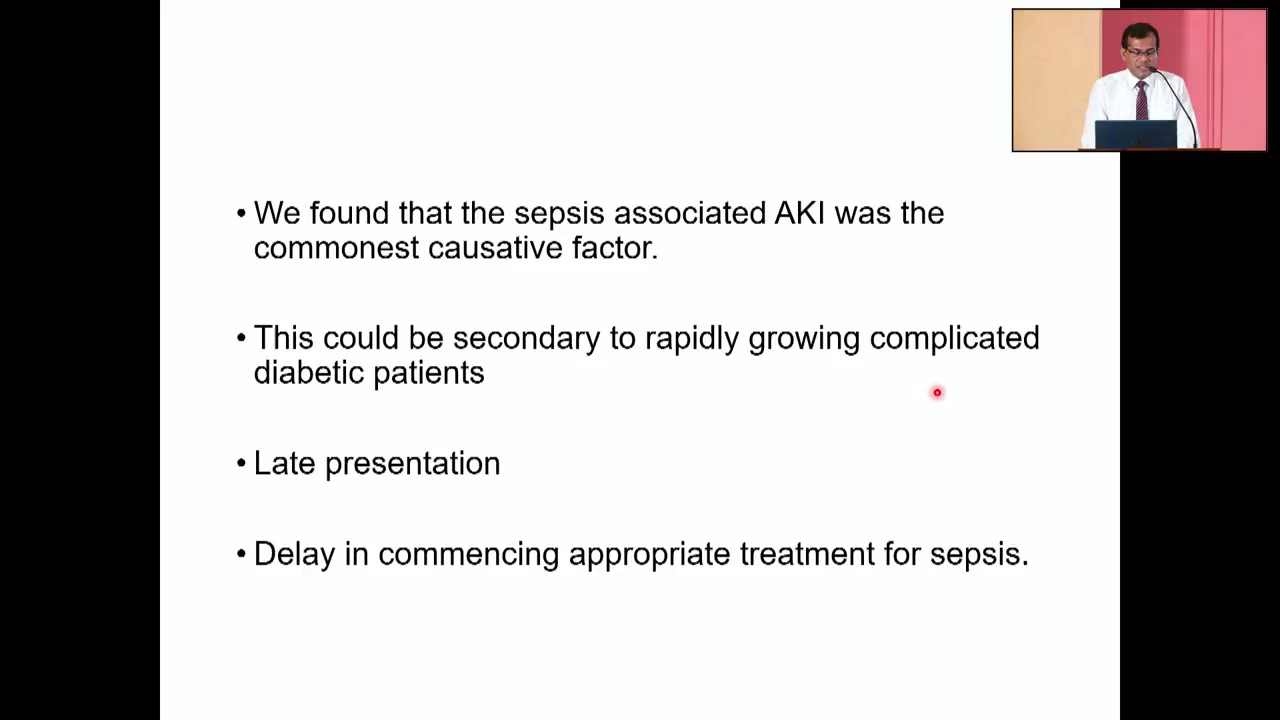 • We found that the sepsis associated AKI was the
commonest causative factor.
• This could be secondary to rapidly growing complicated
diabetic patients
• Late presentation
• Delay in commencing appropriate treatment for sepsis.